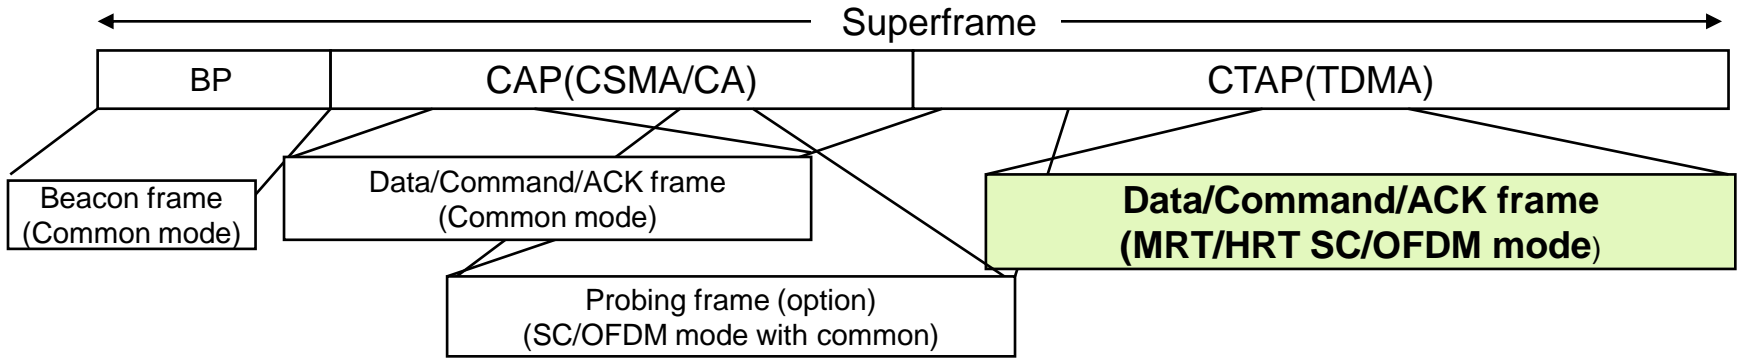 Superframe
BP
CAP(CSMA/CA)
CTAP(TDMA)
Beacon frame
(Common mode)
Data/Command/ACK frame
(Common mode)
Data/Command/ACK frame
(MRT/HRT SC/OFDM mode)
Probing frame (option)
(SC/OFDM mode with common)